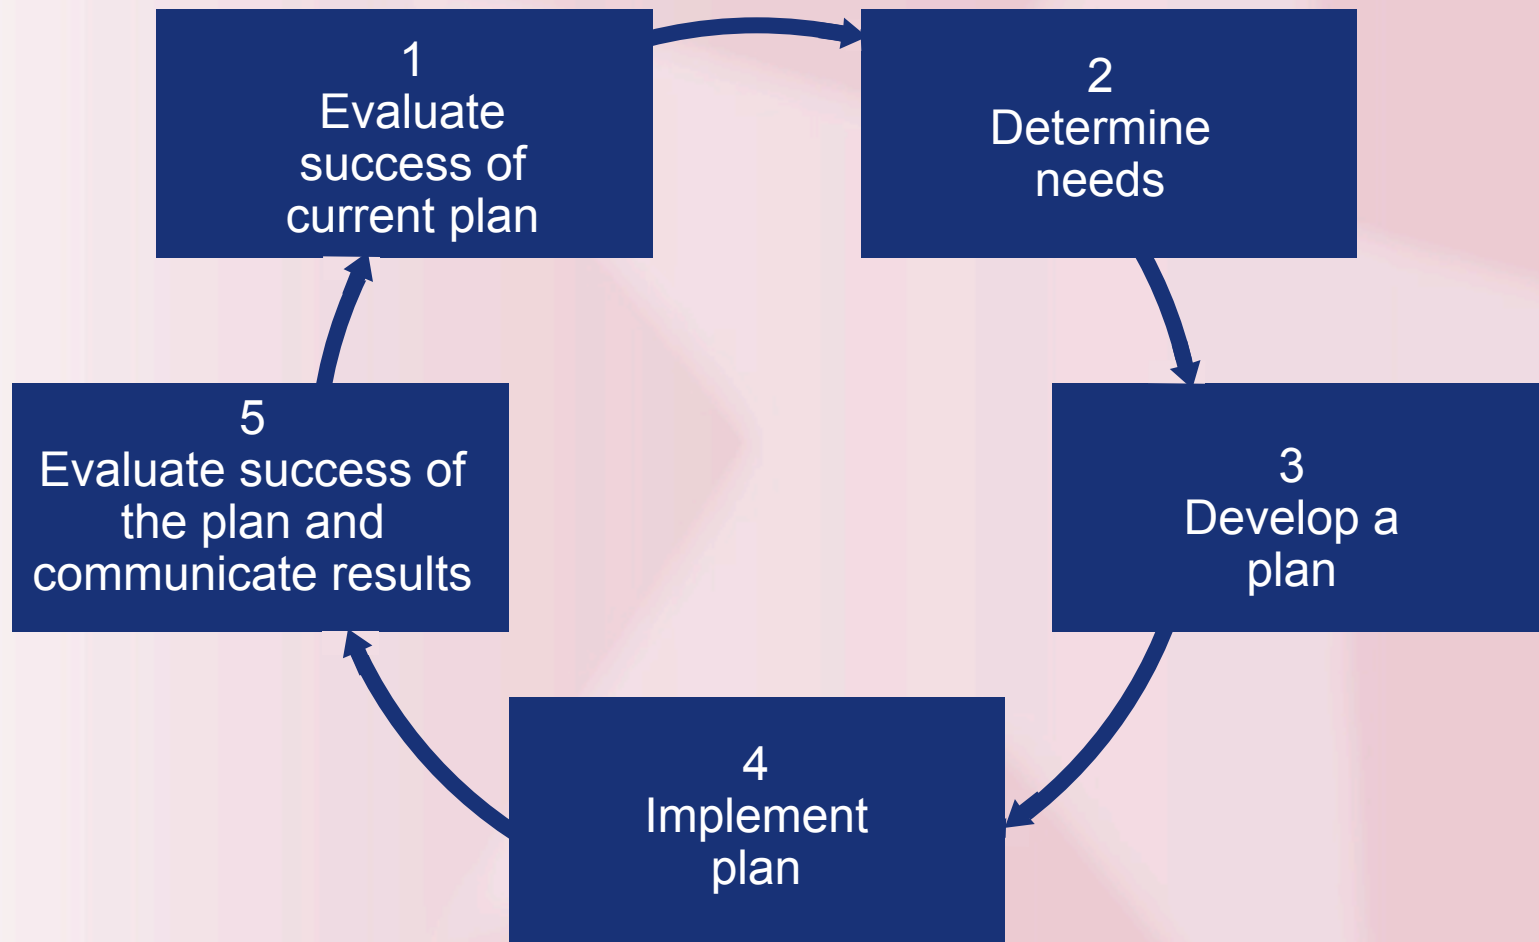 1
Evaluate
success of
current plan
2
Determine
needs
3
Develop a
plan
4
Implement
plan
5
Evaluate success of
the plan and
communicate results